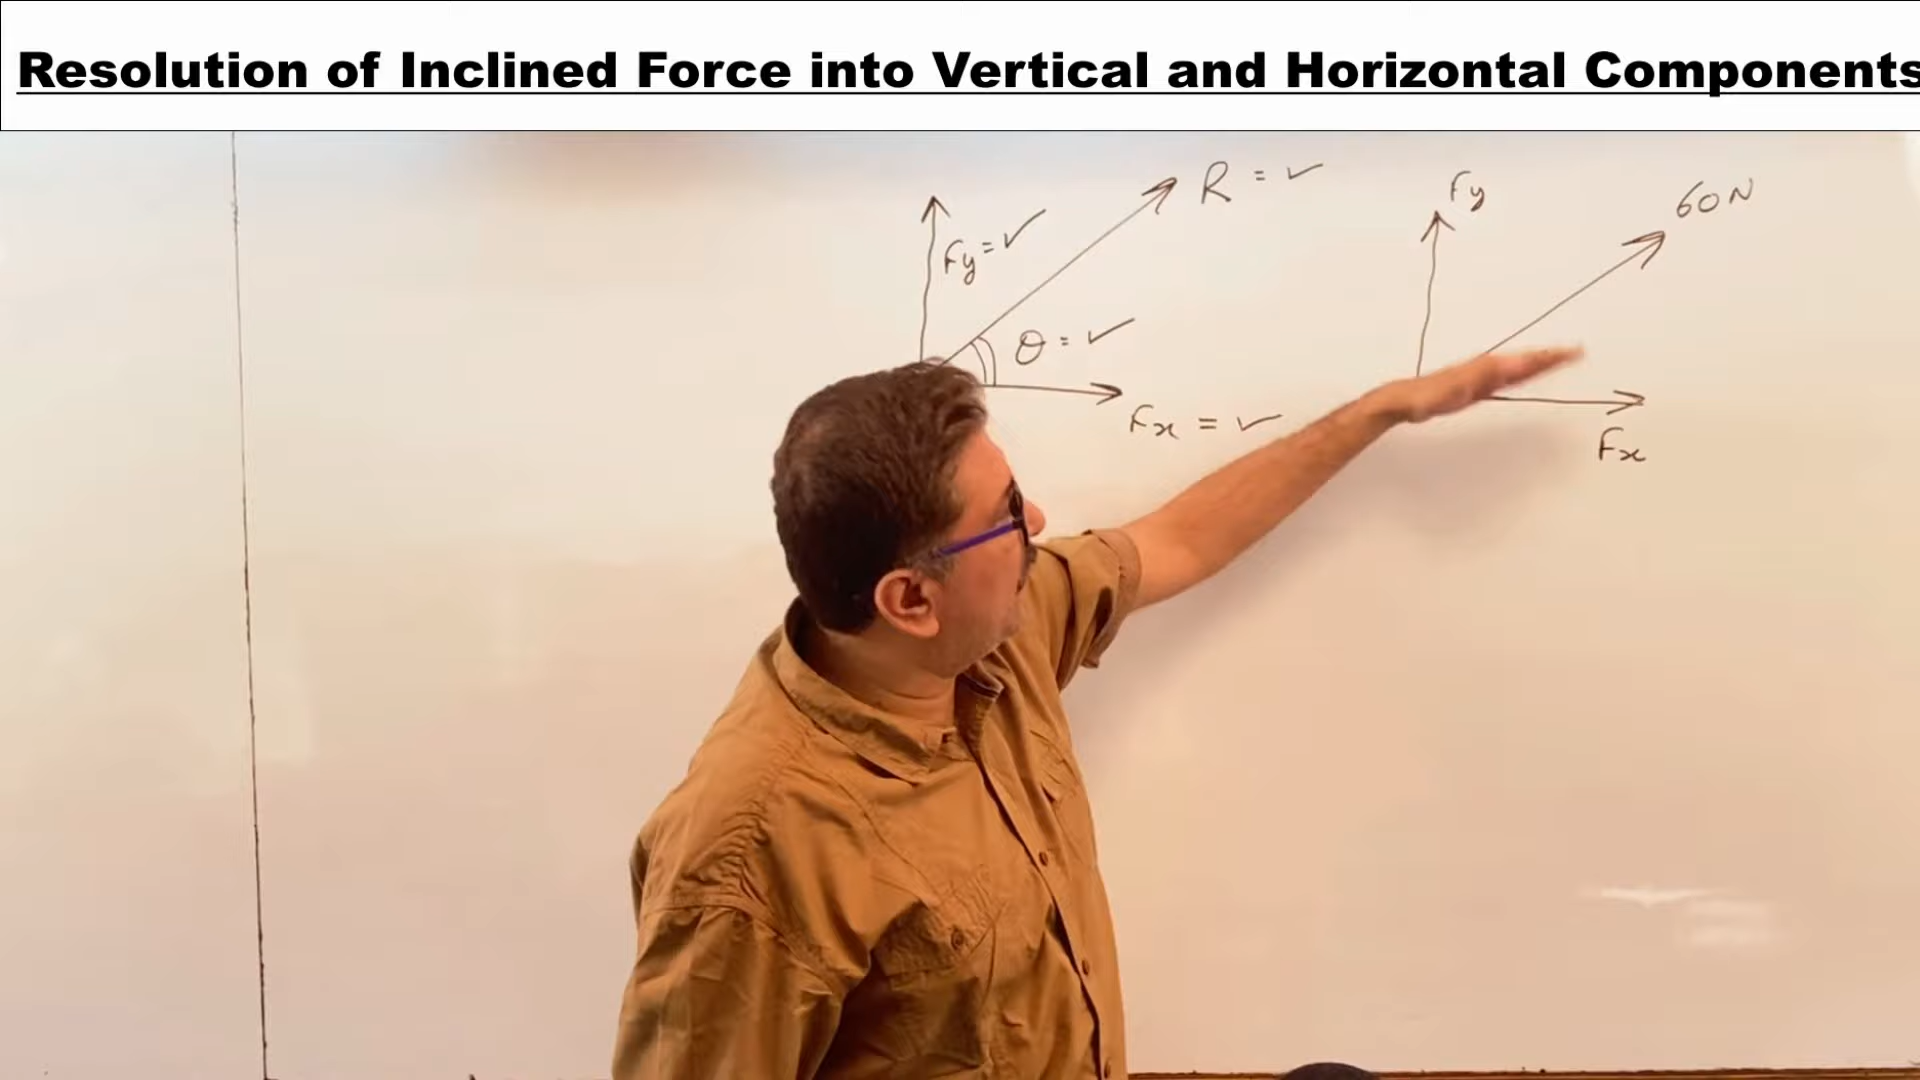 Resolution of Inclined Force into Vertical and Horizontal Components
Fy = ✓
R = ✓
θ = ✓
Fx = ✓
Fy
60N
Fx